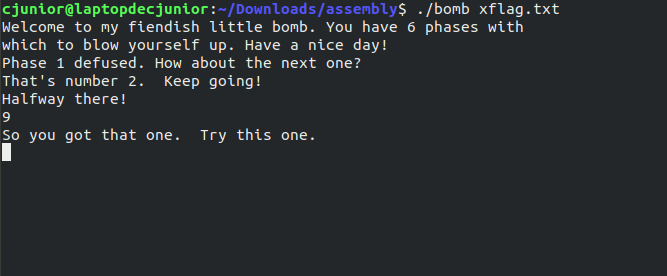 cjunior@laptopdecjunior:~/Downloads/assembly$ ./bomb xflag.txt
Welcome to my fiendish little bomb. You have 6 phases with
which to blow yourself up. Have a nice day!
Phase 1 defused. How about the next one?
That's number 2.  Keep going!
Halfway there!
9
So you got that one.  Try this one.